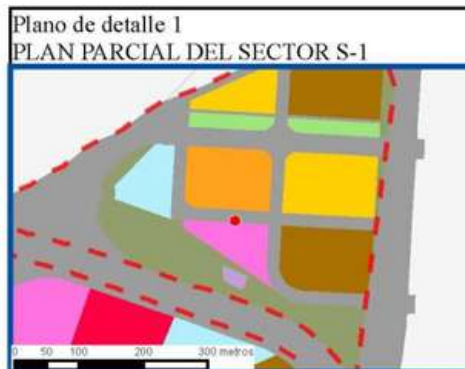 Plano de detalle 1
PLAN PARCIAL DEL SECTOR S-1
0 50 100 200 300 metros